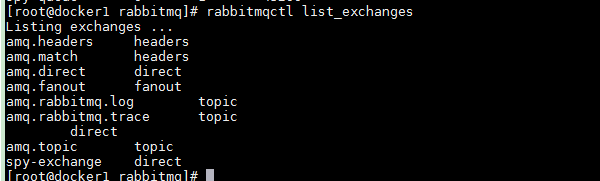 [root@docker1 rabbitmq]# rabbitmqctl list_exchanges
Listing exchanges ...
amq.headers headers
amq.match headers
amq.direct direct
amq.fanout fanout
amq.rabbitmq.log topic
amq.rabbitmq.trace topic
direct
amq.topic topic
spy-exchange direct
[root@docker1 rabbitmq]#